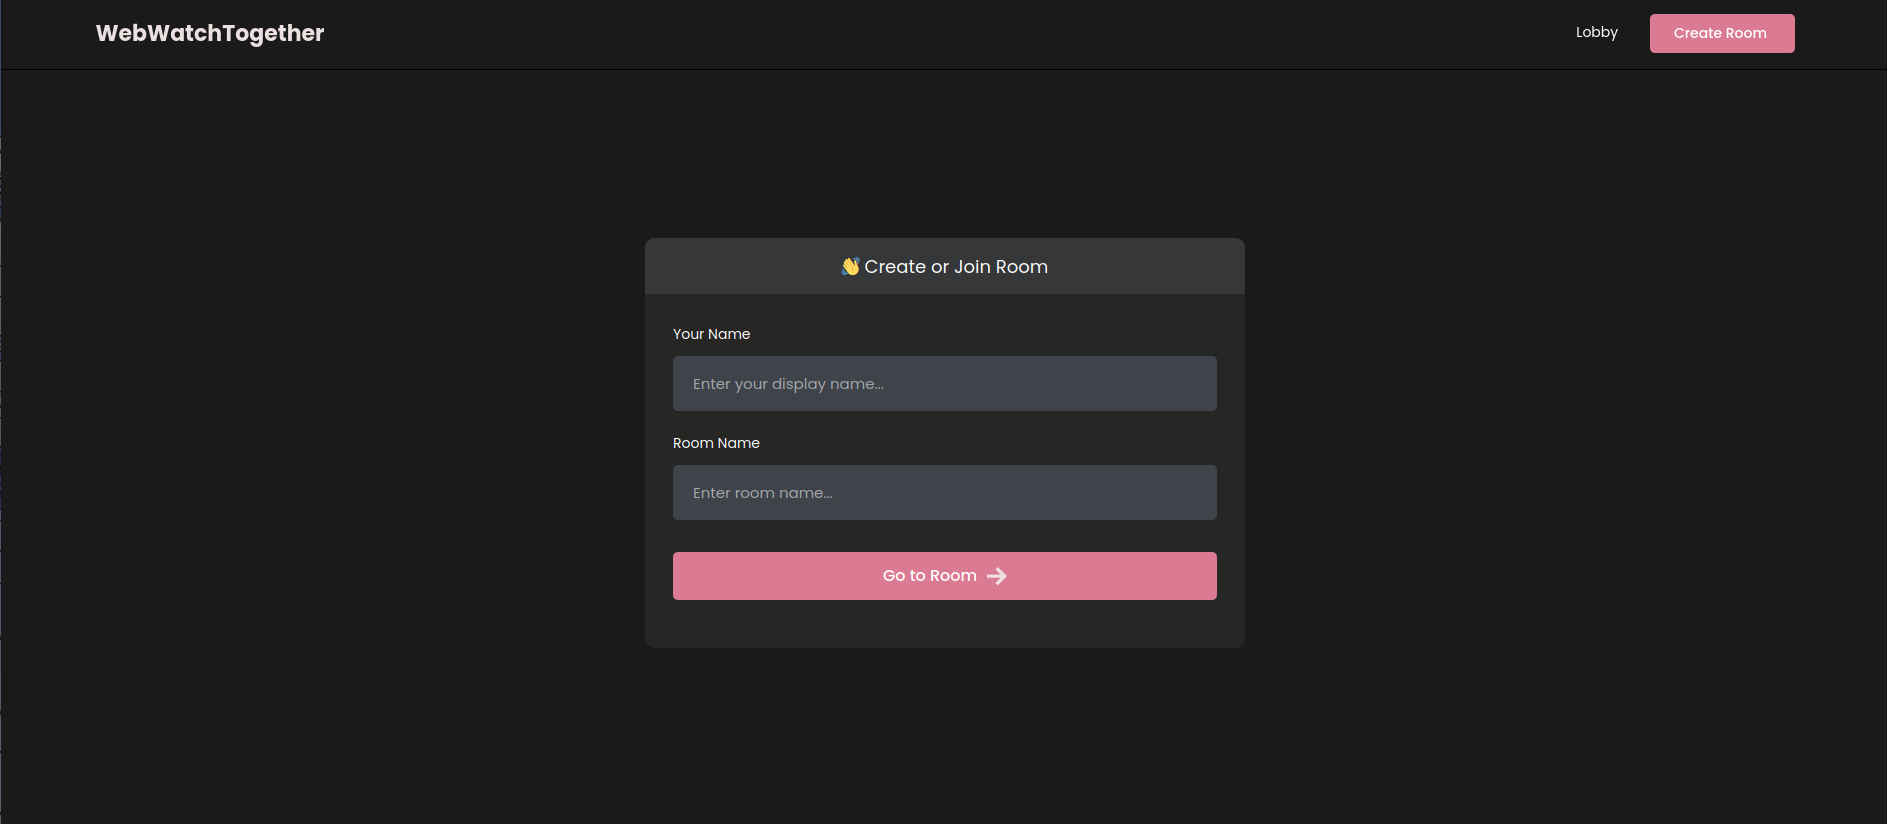 WebWatchTogether
Lobby
Create Room
👋 Create or Join Room
Your Name
Enter your display name...
Room Name
Enter room name...
Go to Room →